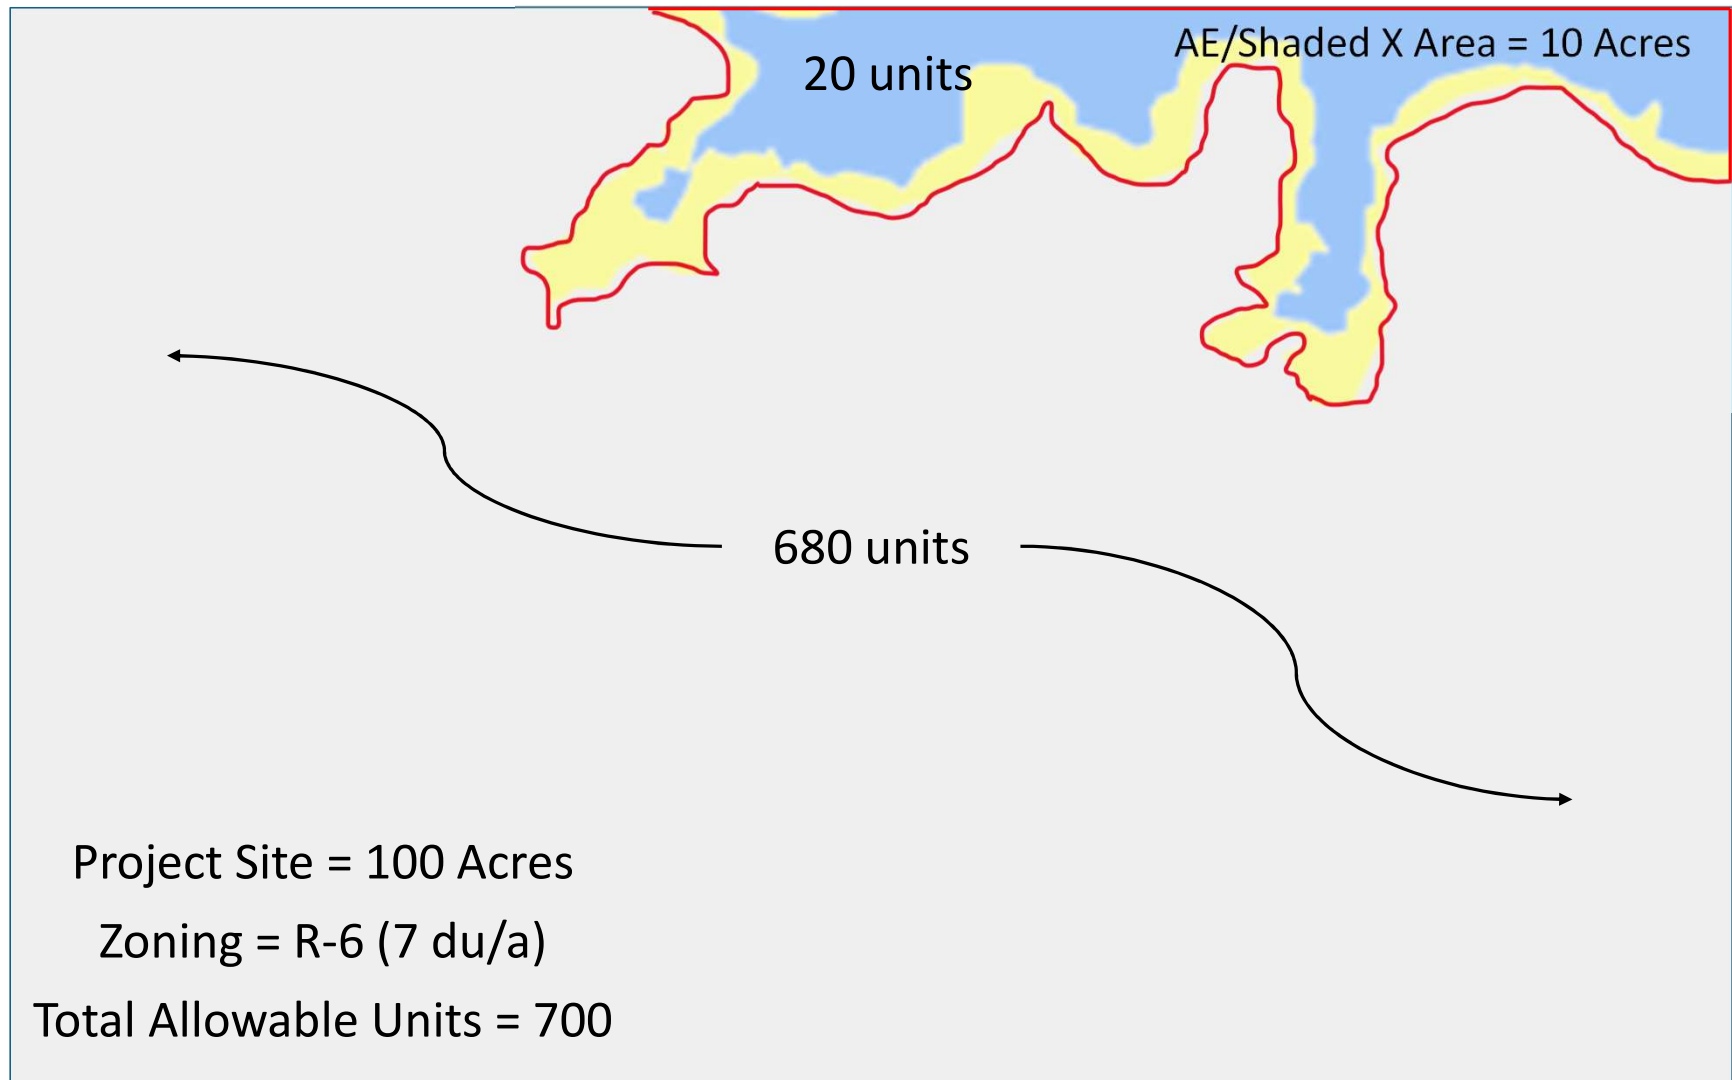 AE/Shaded X Area = 10 Acres
20 units
680 units
Project Site = 100 Acres
Zoning = R-6 (7 du/a)
Total Allowable Units = 700